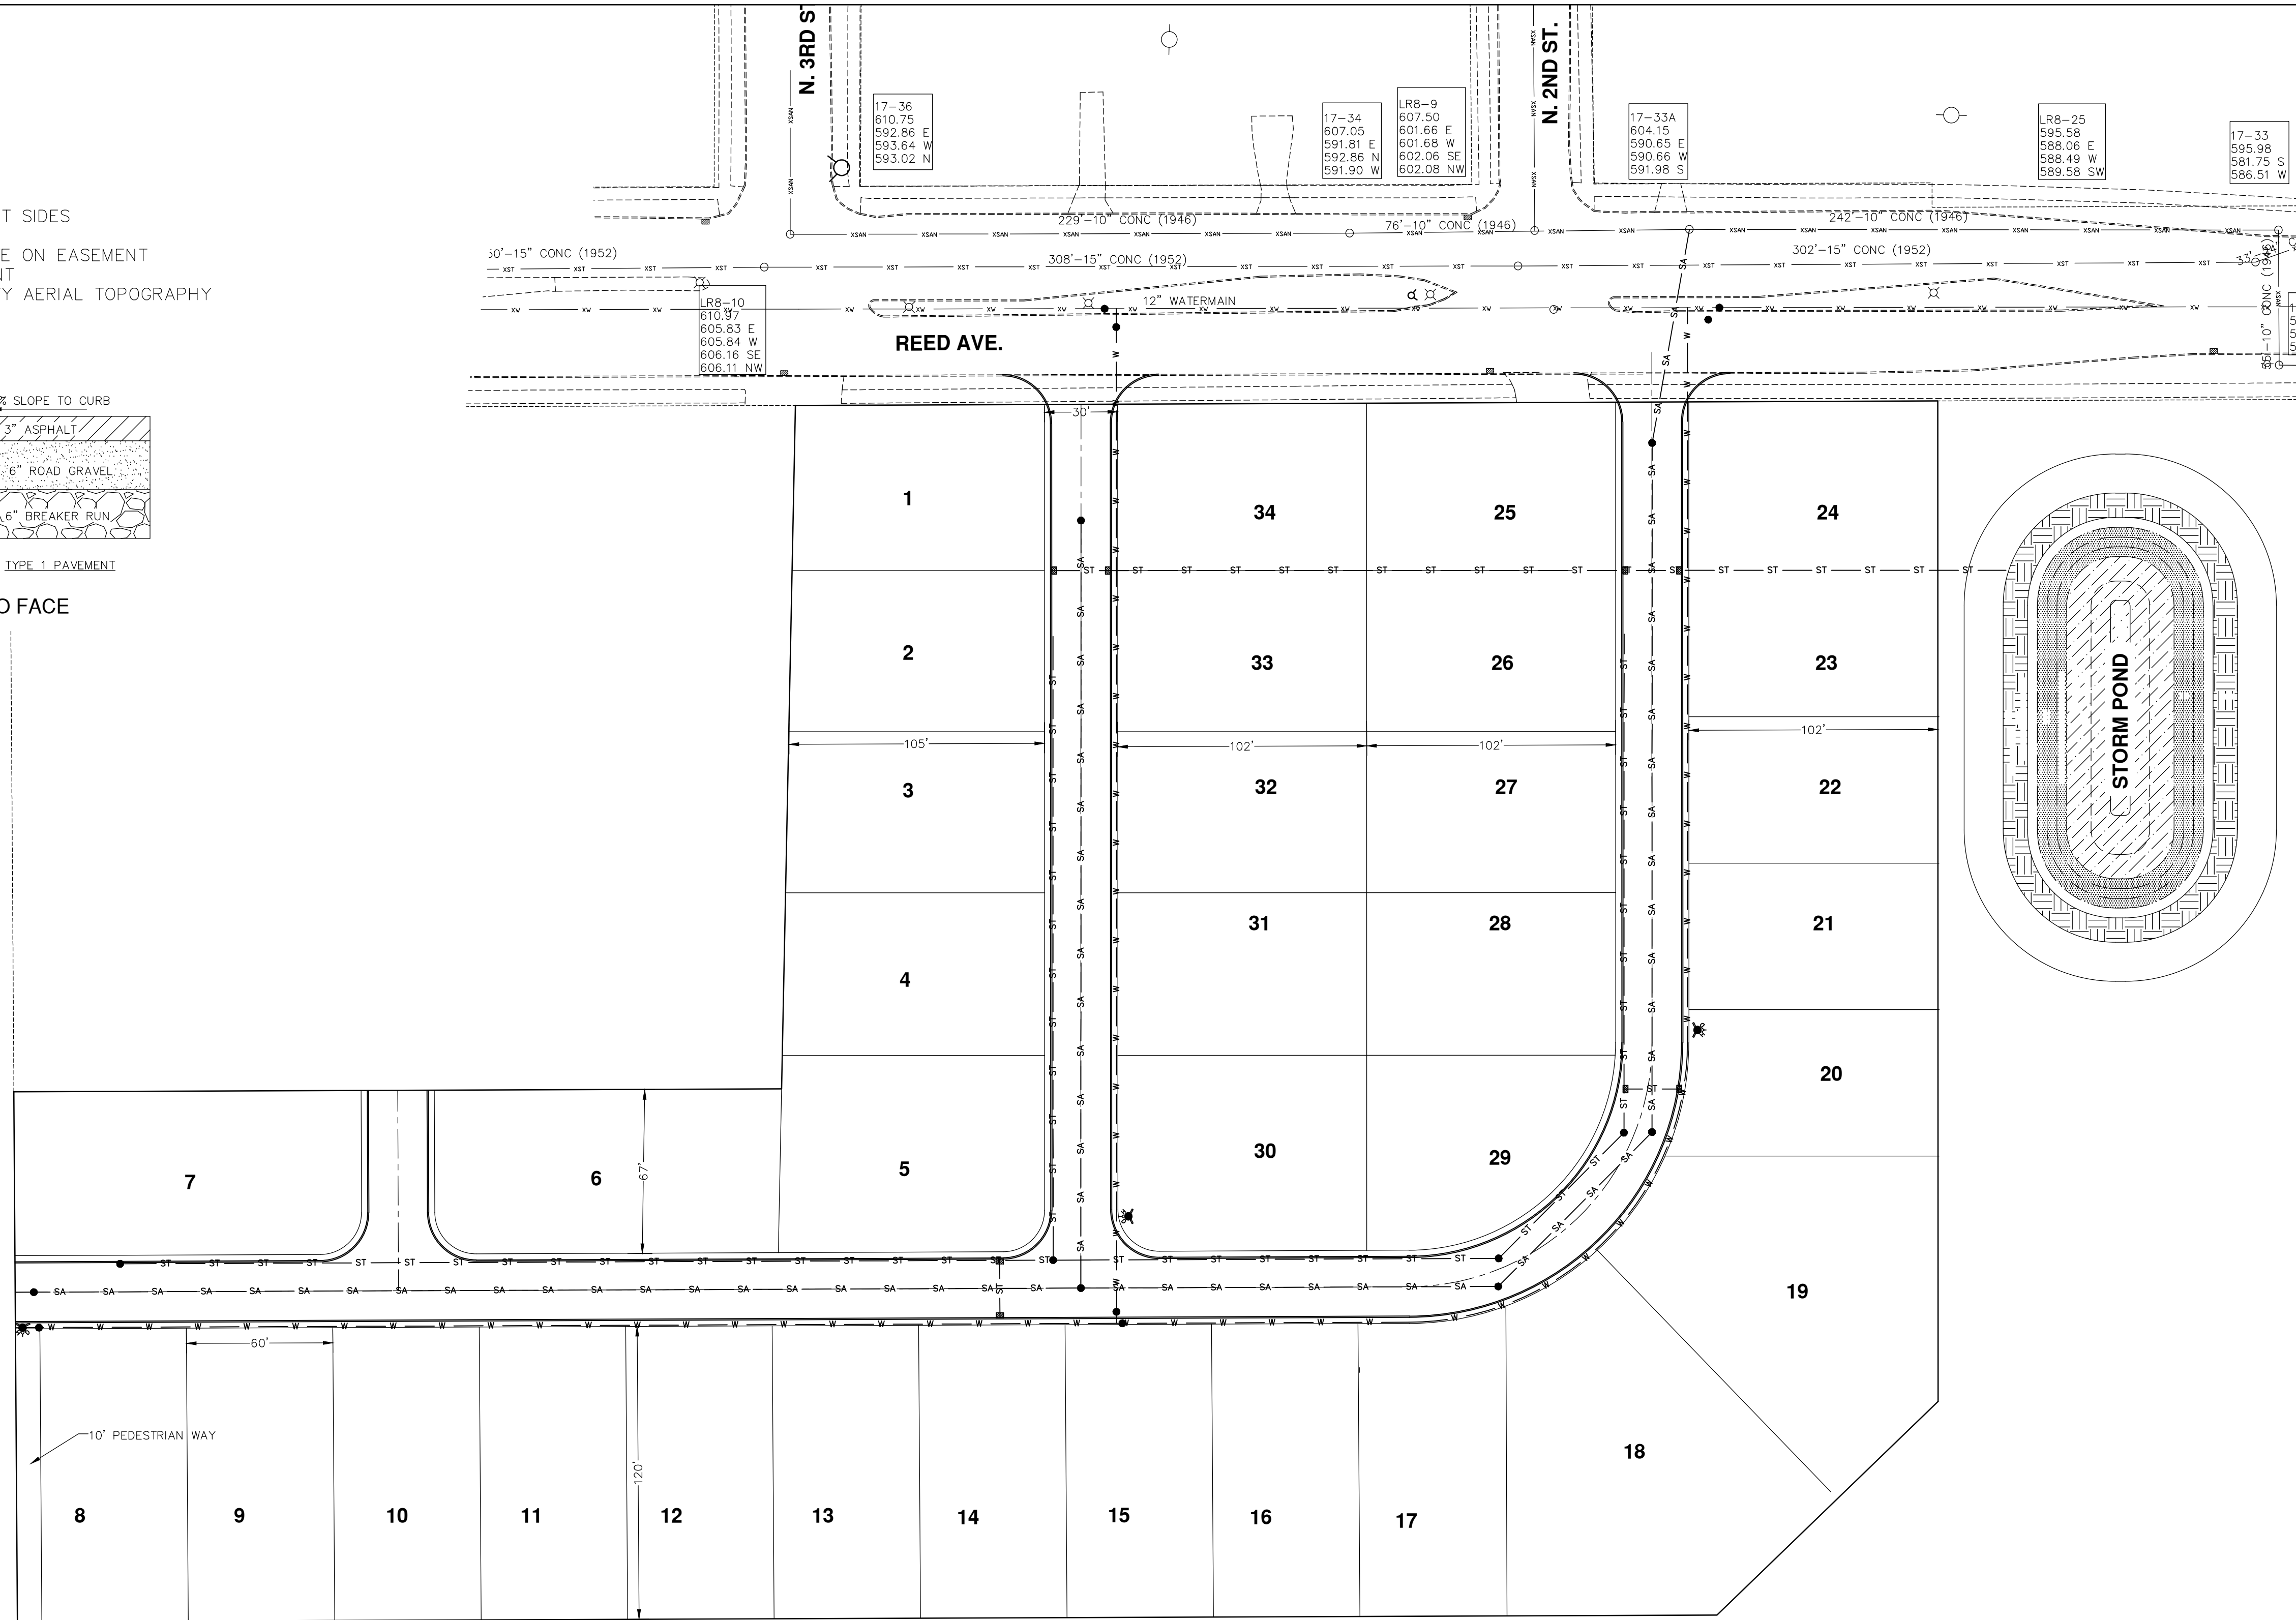 N. 3RD ST
N. 2ND ST.
17-36
610.75
592.86 E
593.64 W
593.02 N
17-34
607.05
591.81 E
592.86 N
591.90 W
LR8-9
607.50
601.66 E
601.68 W
602.06 SE
602.08 NW
17-33A
604.15
590.65 E
590.66 W
591.98 S
LR8-25
595.58
588.06 E
588.49 W
589.58 SW
17-33
595.98
581.75 S
586.51 W
T SIDES
E ON EASEMENT
NT
Y AERIAL TOPOGRAPHY
229'-10" CONC (1946)
76'-10" CONC (1946)
242'-10" CONC (1946)
50'-15" CONC (1952)
308'-15" CONC (1952)
302'-15" CONC (1952)
LR8-10
610.97
605.83 E
605.84 W
606.16 SE
606.11 NW
12" WATERMAIN
REED AVE.
% SLOPE TO CURB
3" ASPHALT
6" ROAD GRAVEL
6" BREAKER RUN
TYPE 1 PAVEMENT
O FACE
30'
1
34
25
24
2
33
26
23
105'
102'
102'
102'
3
32
27
22
STORM POND
4
31
28
21
20
7
6
67'
5
30
29
19
60'
10' PEDESTRIAN WAY
120'
18
8
9
10
11
12
13
14
15
16
17